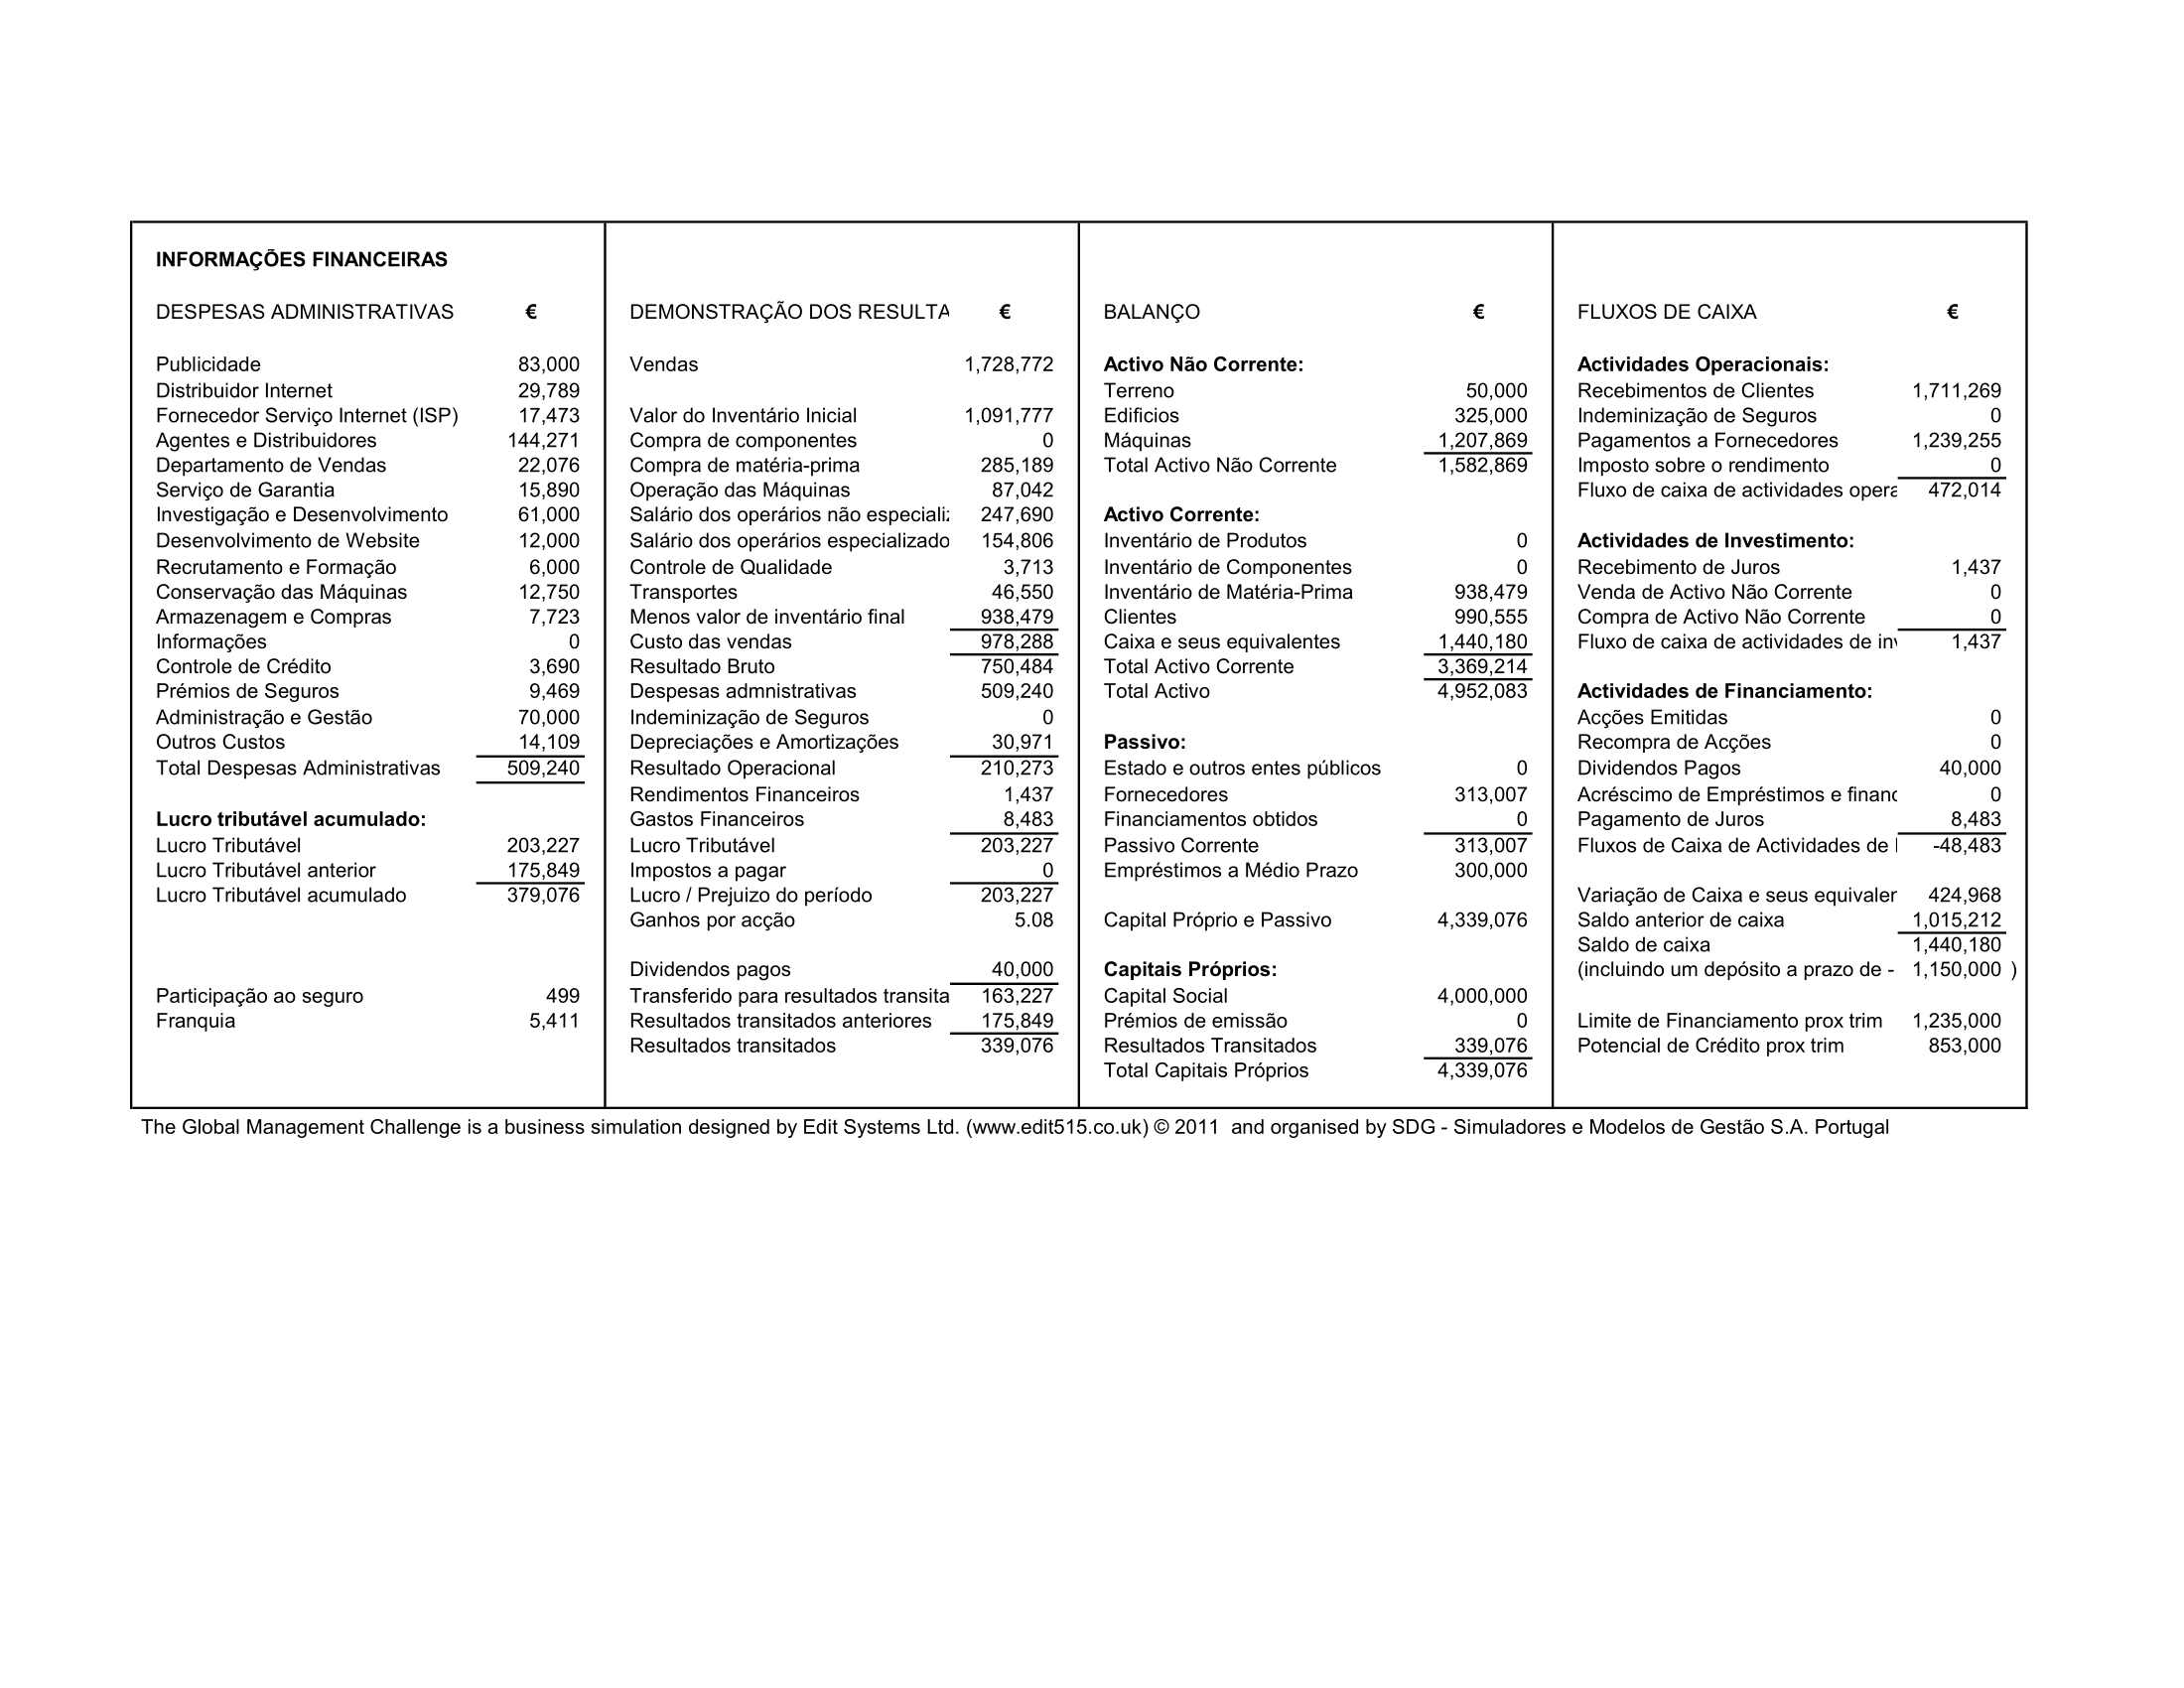 INFORMAÇÕES FINANCEIRAS
DESPESAS ADMINISTRATIVAS €
Publicidade 83,000
Distribuidor Internet 29,789
Fornecedor Serviço Internet (ISP) 17,473
Agentes e Distribuidores 144,271
Departamento de Vendas 22,076
Serviço de Garantia 15,890
Investigação e Desenvolvimento 61,000
Desenvolvimento de Website 12,000
Recrutamento e Formação 6,000
Conservação das Máquinas 12,750
Armazenagem e Compras 7,723
Informações 0
Controle de Crédito 3,690
Prémios de Seguros 9,469
Administração e Gestão 70,000
Outros Custos 14,109
Total Despesas Administrativas 509,240
Lucro tributável acumulado:
Lucro Tributável 203,227
Lucro Tributável anterior 175,849
Lucro Tributável acumulado 379,076
Participação ao seguro 499
Franquia 5,411
DEMONSTRAÇÃO DOS RESULTA €
Vendas 1,728,772
Valor do Inventário Inicial 1,091,777
Compra de componentes 0
Compra de matéria-prima 285,189
Operação das Máquinas 87,042
Salário dos operários não especiali 247,690
Salário dos operários especializado 154,806
Controle de Qualidade 3,713
Transportes 46,550
Menos valor de inventário final 938,479
Custo das vendas 978,288
Resultado Bruto 750,484
Despesas admnistrativas 509,240
Indeminização de Seguros 0
Depreciações e Amortizações 30,971
Resultado Operacional 210,273
Rendimentos Financeiros 1,437
Gastos Financeiros 8,483
Lucro Tributável 203,227
Impostos a pagar 0
Lucro / Prejuizo do período 203,227
Ganhos por acção 5.08
Dividendos pagos 40,000
Transferido para resultados transita 163,227
Resultados transitados anteriores 175,849
Resultados transitados 339,076
BALANÇO €
Activo Não Corrente:
Terreno 50,000
Edificios 325,000
Máquinas 1,207,869
Total Activo Não Corrente 1,582,869
Activo Corrente:
Inventário de Produtos 0
Inventário de Componentes 0
Inventário de Matéria-Prima 938,479
Clientes 990,555
Caixa e seus equivalentes 1,440,180
Total Activo Corrente 3,369,214
Total Activo 4,952,083
Passivo:
Estado e outros entes públicos 0
Fornecedores 313,007
Financiamentos obtidos 0
Passivo Corrente 313,007
Empréstimos a Médio Prazo 300,000
Capital Próprio e Passivo 4,339,076
Capitais Próprios:
Capital Social 4,000,000
Prémios de emissão 0
Resultados Transitados 339,076
Total Capitais Próprios 4,339,076
FLUXOS DE CAIXA €
Actividades Operacionais:
Recebimentos de Clientes 1,711,269
Indeminização de Seguros 0
Pagamentos a Fornecedores 1,239,255
Imposto sobre o rendimento 0
Fluxo de caixa de actividades opera 472,014
Actividades de Investimento:
Recebimento de Juros 1,437
Venda de Activo Não Corrente 0
Compra de Activo Não Corrente 0
Fluxo de caixa de actividades de inv 1,437
Actividades de Financiamento:
Acções Emitidas 0
Recompra de Acções 0
Dividendos Pagos 40,000
Acréscimo de Empréstimos e financ 0
Pagamento de Juros 8,483
Fluxos de Caixa de Actividades de -48,483
Variação de Caixa e seus equivalen 424,968
Saldo anterior de caixa 1,015,212
Saldo de caixa 1,440,180
(incluindo um depósito a prazo de - 1,150,000 )
Limite de Financiamento prox trim 1,235,000
Potencial de Crédito prox trim 853,000
The Global Management Challenge is a business simulation designed by Edit Systems Ltd. (www.edit515.co.uk) © 2011 and organised by SDG - Simuladores e Modelos de Gestão S.A. Portugal